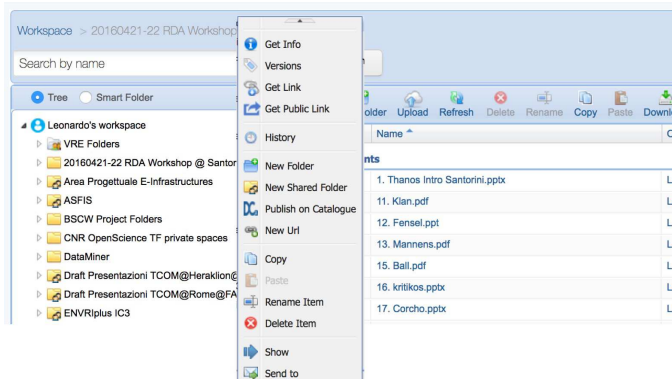 Workspace > 20160421-22 RDA Workshop
Search by name
Tree Smart Folder
Leonardo's workspace
VRE Folders
20160421-22 RDA Workshop @ Santor
Area Progettuale E-Infrastructures
ASFIS
BSCW Project Folders
CNR OpenScience TF private spaces
DataMiner
Draft Presentazioni TCOM@Heraklion@
Draft Presentazioni TCOM@Rome@FA
ENVRIplus IC3
Get Info
Versions
Get Link
Get Public Link
History
New Folder
New Shared Folder
Publish on Catalogue
New Url
Copy
Paste
Rename Item
Delete Item
Show
Send to
older Upload Refresh Delete Rename Copy Paste Downl
Name
nts
1. Thanos Intro Santorini.pptx L
11. Klan.pdf L
12. Fensel.ppt L
13. Mannens.pdf L
15. Ball.pdf L
16. kritikos.pptx L
17. Corcho.pptx L